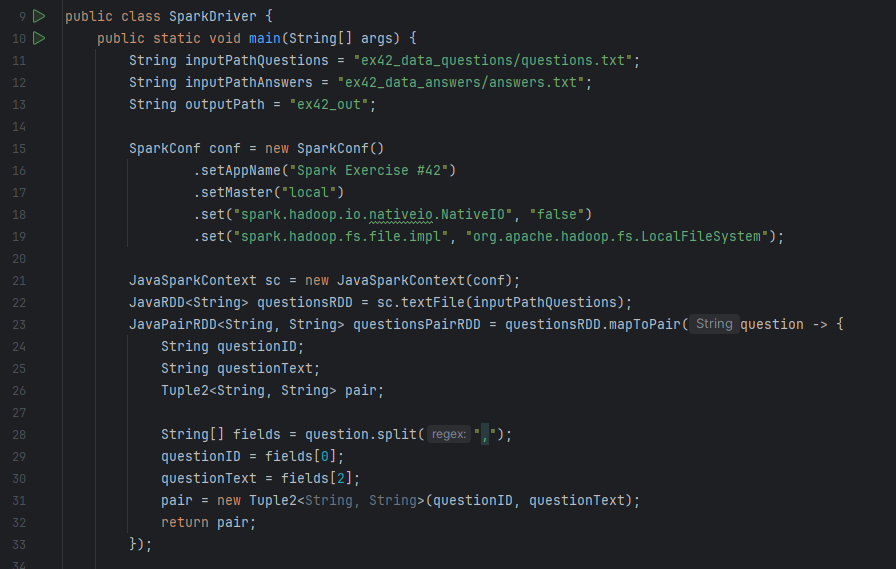 9 public class SparkDriver {
10 public static void main(String[] args) {
11 String inputPathQuestions = "ex42_data_questions/questions.txt";
12 String inputPathAnswers = "ex42_data_answers/answers.txt";
13 String outputPath = "ex42_out";
14
15 SparkConf conf = new SparkConf()
16 .setAppName("Spark Exercise #42")
17 .setMaster("local")
18 .set("spark.hadoop.io.nativeio.NativeIO", "false")
19 .set("spark.hadoop.fs.file.impl", "org.apache.hadoop.fs.LocalFileSystem");
20
21 JavaSparkContext sc = new JavaSparkContext(conf);
22 JavaRDD<String> questionsRDD = sc.textFile(inputPathQuestions);
23 JavaPairRDD<String, String> questionsPairRDD = questionsRDD.mapToPair( String question -> {
24 String questionID;
25 String questionText;
26 Tuple2<String, String> pair;
27
28 String[] fields = question.split( regex: ",");
29 questionID = fields[0];
30 questionText = fields[2];
31 pair = new Tuple2<String, String>(questionID, questionText);
32 return pair;
33 });
34